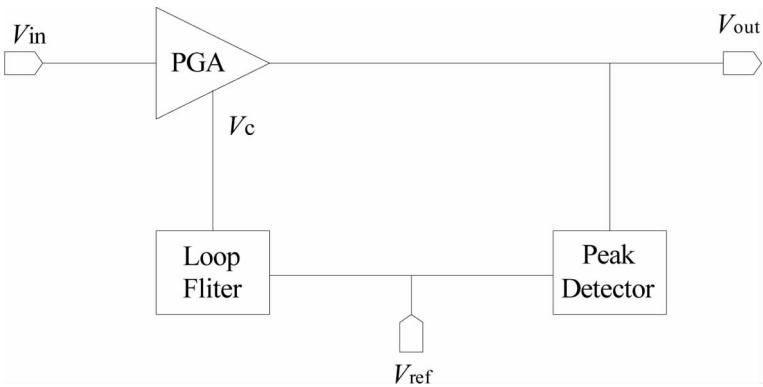 Vin
PGA
Vout
Vc
Loop
Fliter
Peak
Detector
Vref